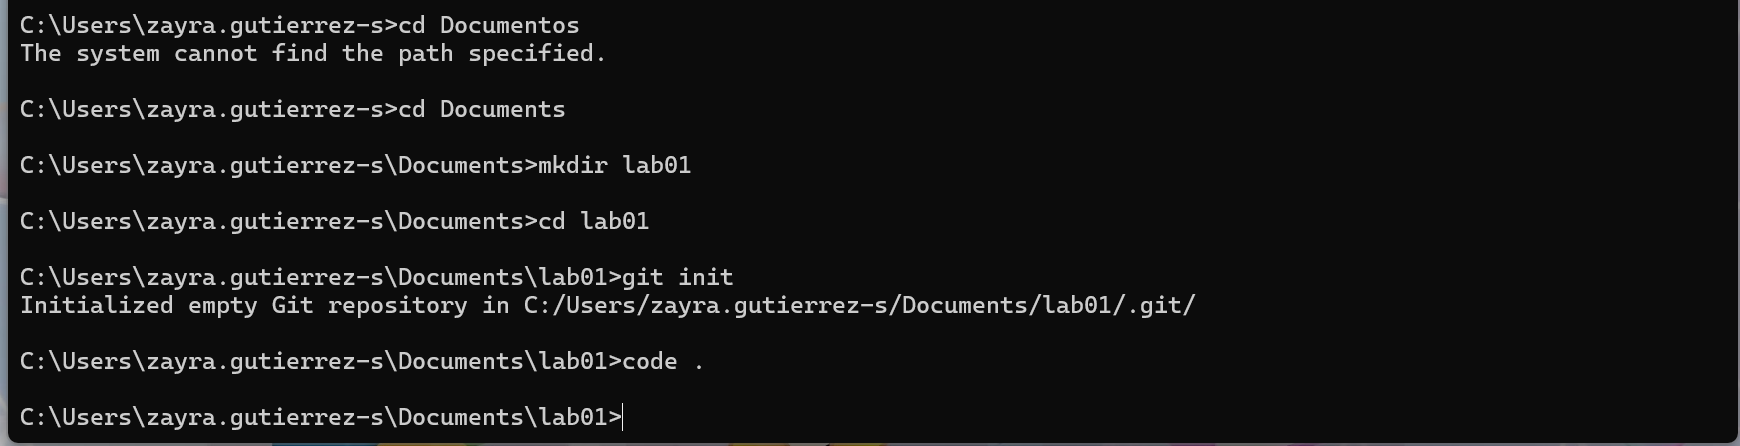 C:\Users\zayra.gutierrez-s>cd Documentos
The system cannot find the path specified.
C:\Users\zayra.gutierrez-s>cd Documents
C:\Users\zayra.gutierrez-s\Documents>mkdir lab01
C:\Users\zayra.gutierrez-s\Documents>cd lab01
C:\Users\zayra.gutierrez-s\Documents\lab01>git init
Initialized empty Git repository in C:/Users/zayra.gutierrez-s/Documents/lab01/.git/
C:\Users\zayra.gutierrez-s\Documents\lab01>code .
C:\Users\zayra.gutierrez-s\Documents\lab01>